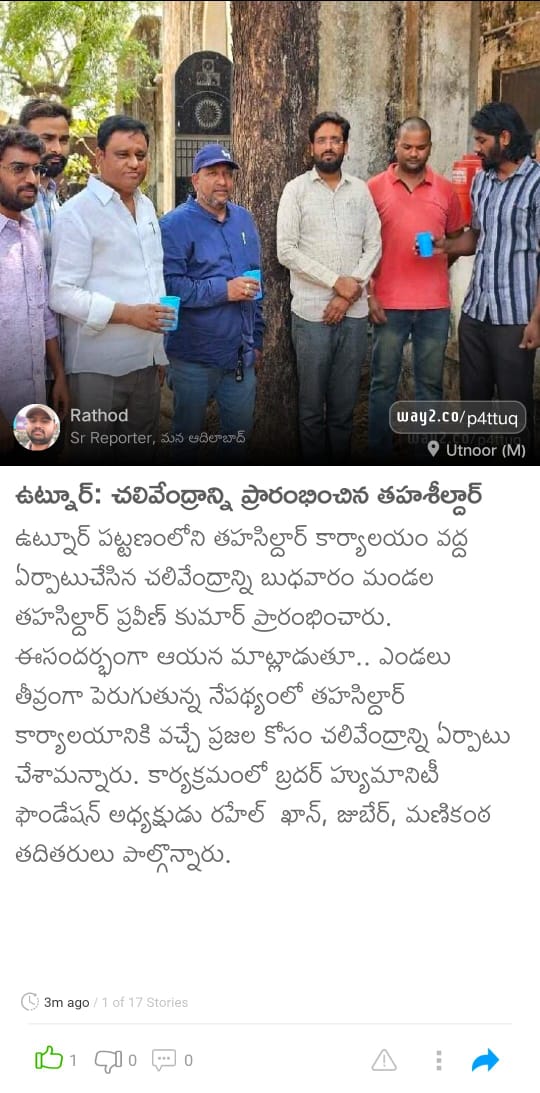 Rathod
Sr Reporter, మన ఆదిలాబాద్
way2.co/p4ttuq
Utnoor (M)
ఉట్నూర్: చలివేంద్రాన్ని ప్రారంభించిన తహశీల్దార్
ఉట్నూర్ పట్టణంలోని తహసిల్దార్ కార్యాలయం వద్ద
ఏర్పాటుచేసిన చలివేంద్రాన్ని బుధవారం మండల
తహసిల్దార్ ప్రవీణ్ కుమార్ ప్రారంభించారు.
ఈసందర్భంగా ఆయన మాట్లాడుతూ.. ఎండలు
తీవ్రంగా పెరుగుతున్న నేపథ్యంలో తహసిల్దార్
కార్యాలయానికి వచ్చే ప్రజల కోసం చలివేంద్రాన్ని ఏర్పాటు
చేశామన్నారు. కార్యక్రమంలో బ్రదర్ హ్యుమానిటీ
ఫౌండేషన్ అధ్యక్షుడు రహేల్ ఖాన్, జుబేర్, మణికంఠ
తదితరులు పాల్గొన్నారు.
3m ago / 1 of 17 Stories
1 0 0